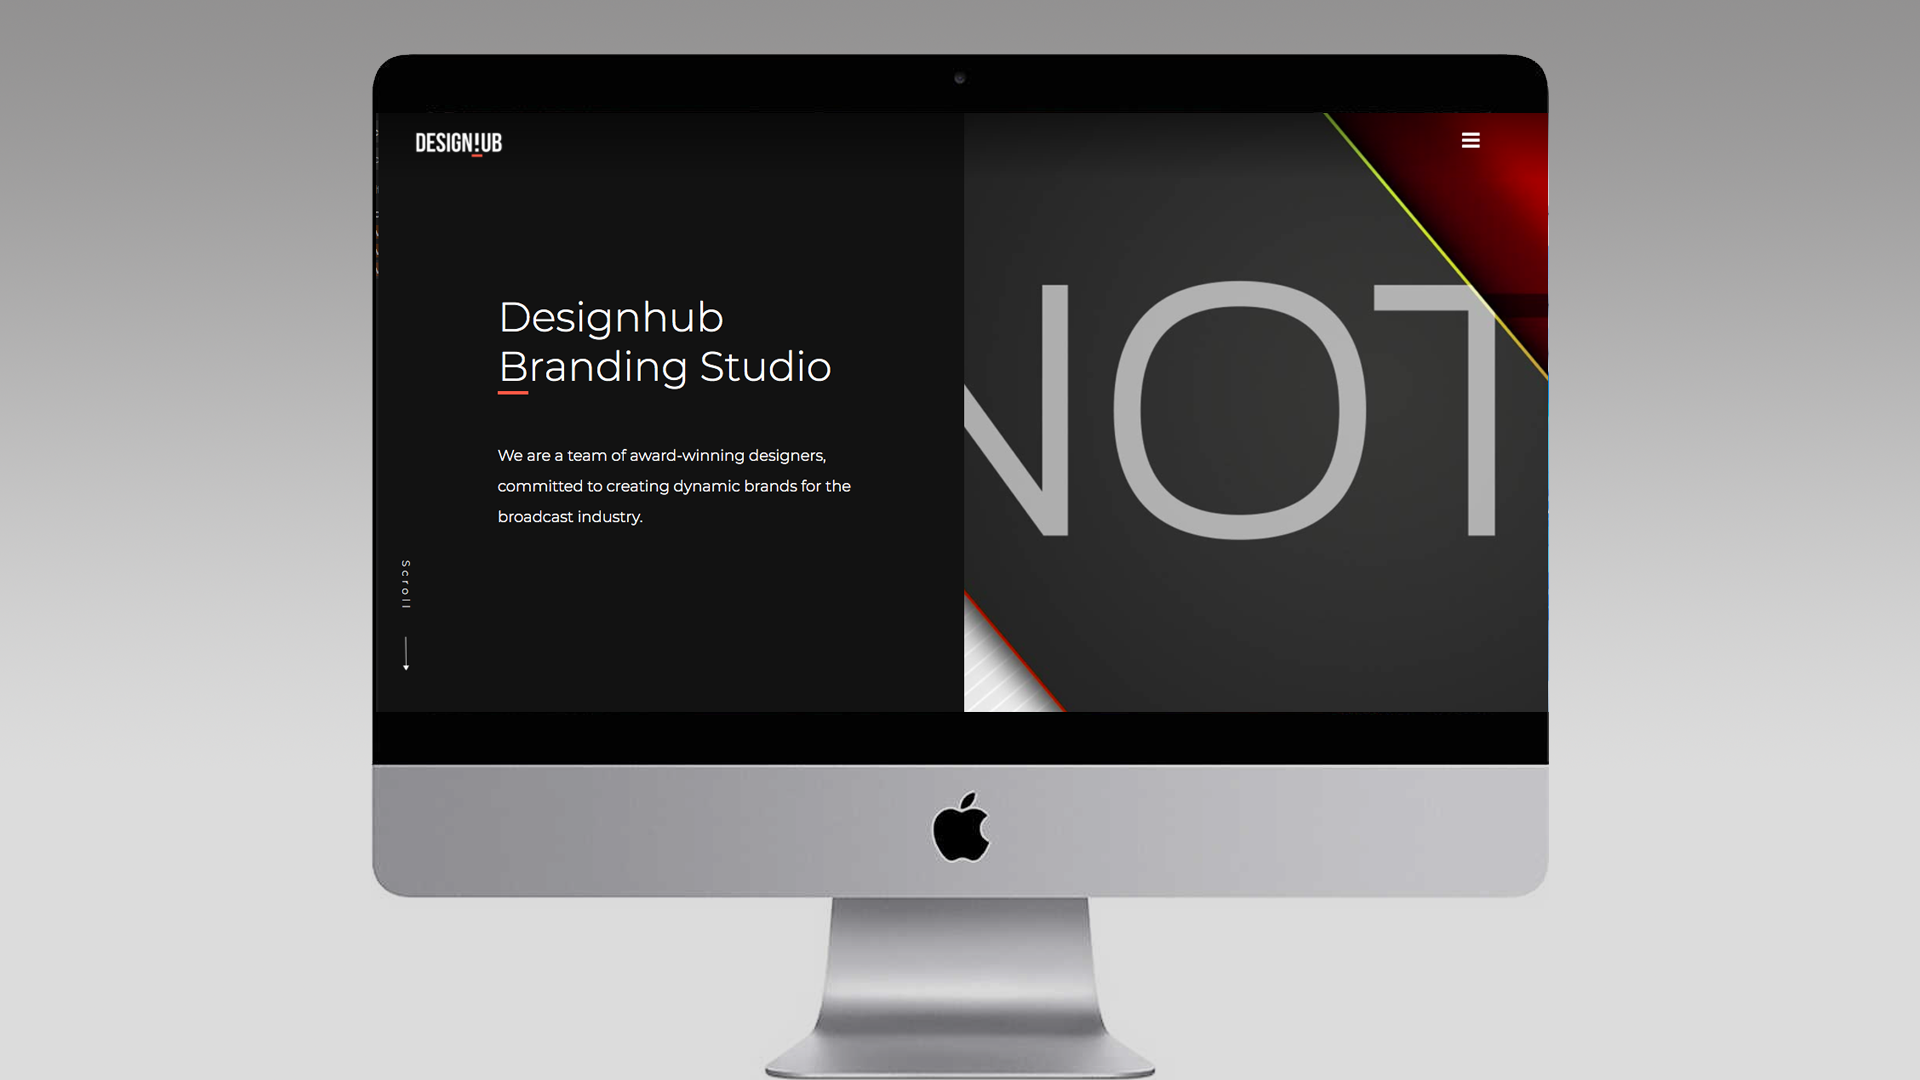 DESIGNHUB
Designhub
Branding Studio
We are a team of award-winning designers,
committed to creating dynamic brands for the
broadcast industry.
Scroll
NOT